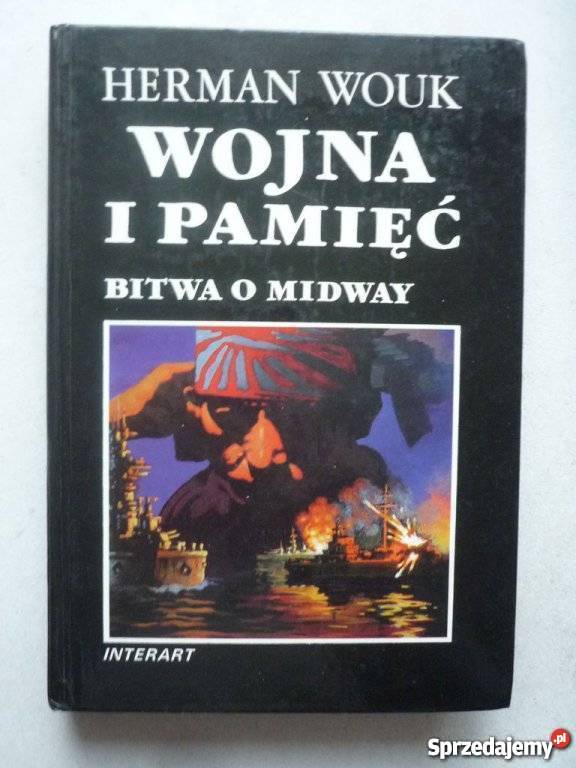 HERMAN WOUK
WOJNA
I PAMIĘĆ
BITWA O MIDWAY
INTERART
Sprzedajemy.pl